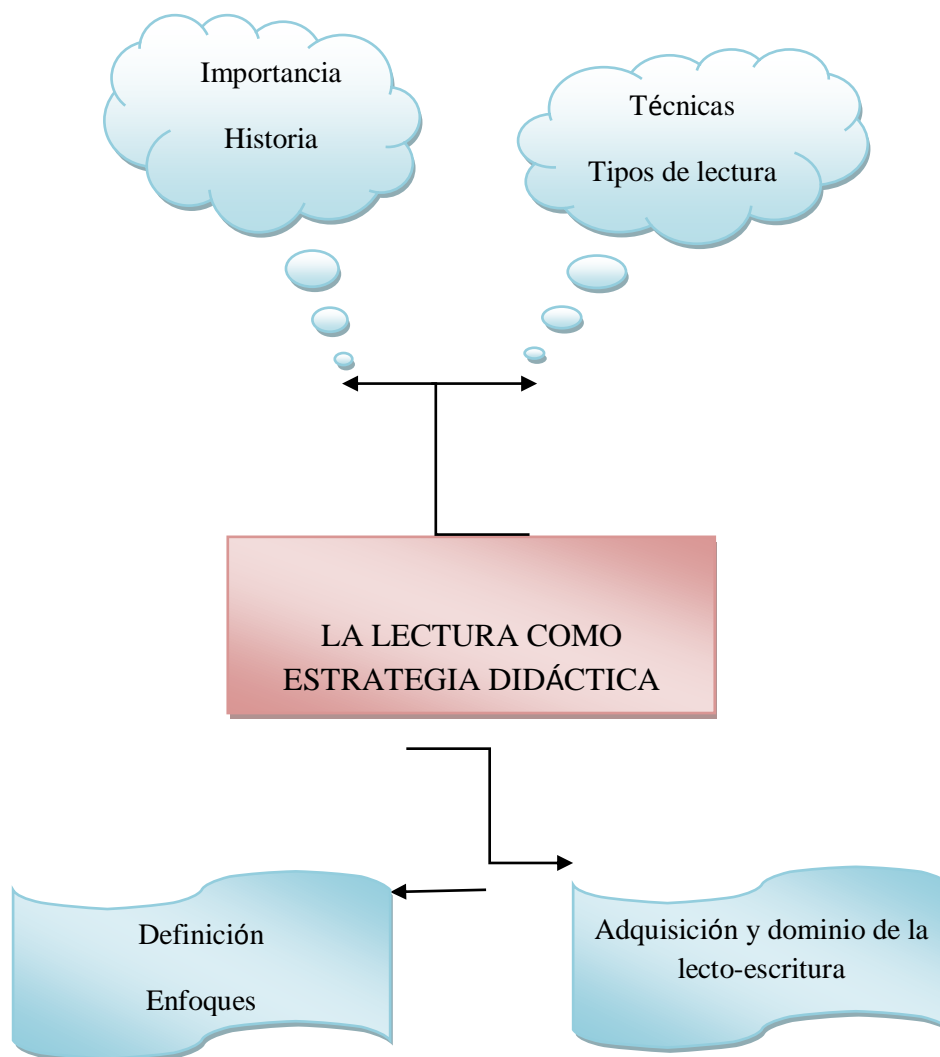 Importancia
Historia
Técnicas
Tipos de lectura
LA LECTURA COMO
ESTRATEGIA DIDÁCTICA
Definición
Enfoques
Adquisición y dominio de la
lecto-escritura